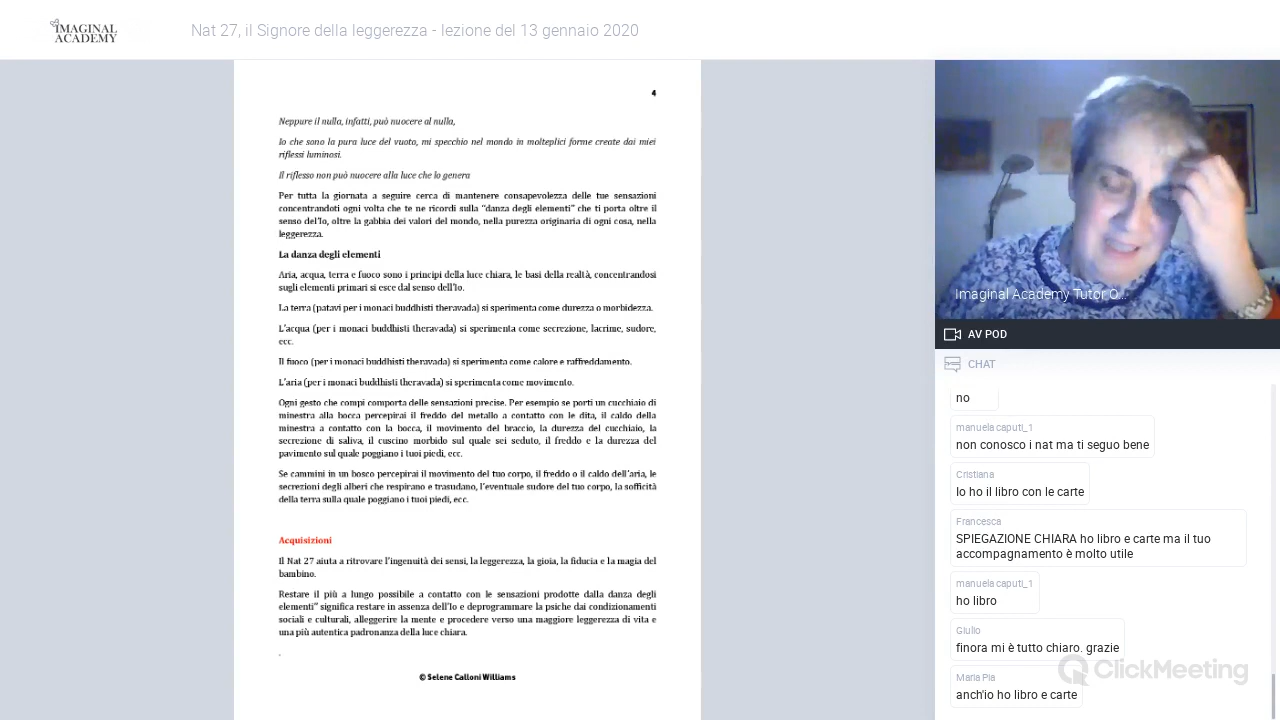 IMAGINAL
ACADEMY
Nat 27, il Signore della leggerezza - lezione del 13 gennaio 2020
4
Neppure il nulla, infatti, può nuocere al nulla,
Io che sono la pura luce del vuoto, mi specchio nel mondo in molteplici forme create dai miei
riflessi luminosi.
Il riflesso non può nuocere alla luce che lo genera
Per tutta la giornata a seguire cerca di mantenere consapevolezza delle tue sensazioni
concentrandoti ogni volta che te ne ricordi sulla “danza degli elementi” che ti porta oltre il
senso del’Io, oltre la gabbia dei valori del mondo, nella purezza originaria di ogni cosa, nella
leggerezza.
La danza degli elementi
Aria, acqua, terra e fuoco sono i principi della luce chiara, le basi della realtà, concentrandosi
sugli elementi primari si esce dal senso dell’Io.
La terra (patavi per i monaci buddhisti theravada) si sperimenta come durezza o morbidezza.
L’acqua (per i monaci buddhisti theravada) si sperimenta come secrezione, lacrime, sudore,
ecc.
Il fuoco (per i monaci buddhisti theravada) si sperimenta come calore e raffreddamento.
L’aria (per i monaci buddhisti theravada) si sperimenta come movimento.
Ogni gesto che compi comporta delle sensazioni precise. Per esempio se porti un cucchiaio di
minestra alla bocca percepirai il freddo del metallo a contatto con le dita, il caldo della
minestra a contatto con la bocca, il movimento del braccio, la durezza del cucchiaio, la
secrezione di saliva, il cuscino morbido sul quale sei seduto, il freddo e la durezza del
pavimento sul quale poggiano i tuoi piedi, ecc.
Se cammini in un bosco percepirai il movimento del tuo corpo, il freddo o il caldo dell’aria, le
secrezioni degli alberi che respirano e trasudano, l’eventuale sudore del tuo corpo, la sofficità
della terra sulla quale poggiano i tuoi piedi, ecc.
Acquisizioni
Il Nat 27 aiuta a ritrovare l’ingenuità dei sensi, la leggerezza, la gioia, la fiducia e la magia del
bambino.
Restare il più a lungo possibile a contatto con le sensazioni prodotte dalla danza degli
elementi” significa restare in assenza dell’Io e deprogrammare la psiche dai condizionamenti
sociali e culturali, alleggerire la mente e procedere verso una maggiore leggerezza di vita e
una più autentica padronanza della luce chiara.
.
© Selene Calloni Williams
Imaginal Academy Tutor O...
AV POD
CHAT
no
manuela caputi_1
non conosco i nat ma ti seguo bene
Cristiana
Io ho il libro con le carte
Francesca
SPIEGAZIONE CHIARA ho libro e carte ma il tuo
accompagnamento è molto utile
manuela caputi_1
ho libro
Giulio
finora mi è tutto chiaro. grazie
ClickMeeting
Maria Pia
anch'io ho libro e carte